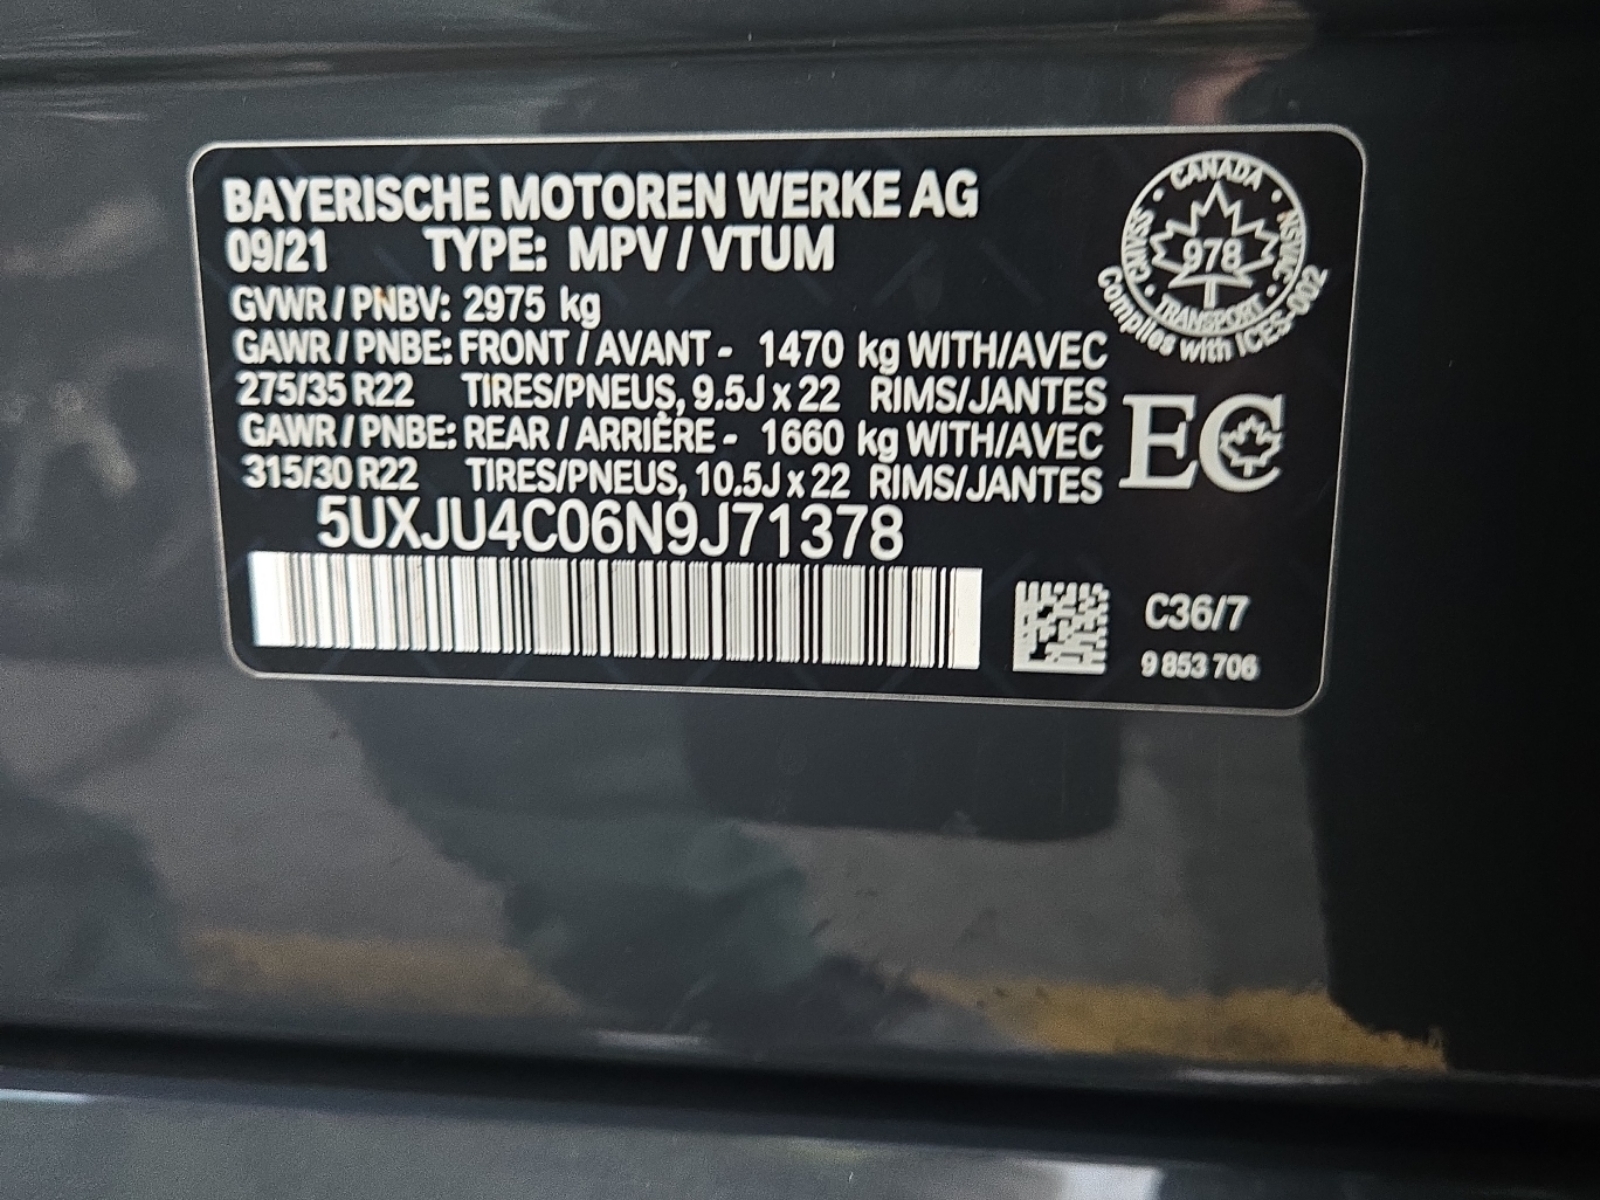 BAYERISCHE MOTOREN WERKE AG
09/21 TYPE: MPV / VTUM
GVWR / PNBV: 2975 kg
GAWR / PNBE: FRONT / AVANT - 1470 kg WITH/AVEC
275/35 R22 TIRES/PNEUS, 9.5J x 22 RIMS/JANTES
GAWR / PNBE: REAR / ARRIÈRE - 1660 kg WITH/AVEC
315/30 R22 TIRES/PNEUS, 10.5J x 22 RIMS/JANTES
5UXJU4C06N9J71378
CANADA
CMVSS · NSVAC
978
TRANSPORT
Complies with ICES-002
EC
C36/7
9 853 706